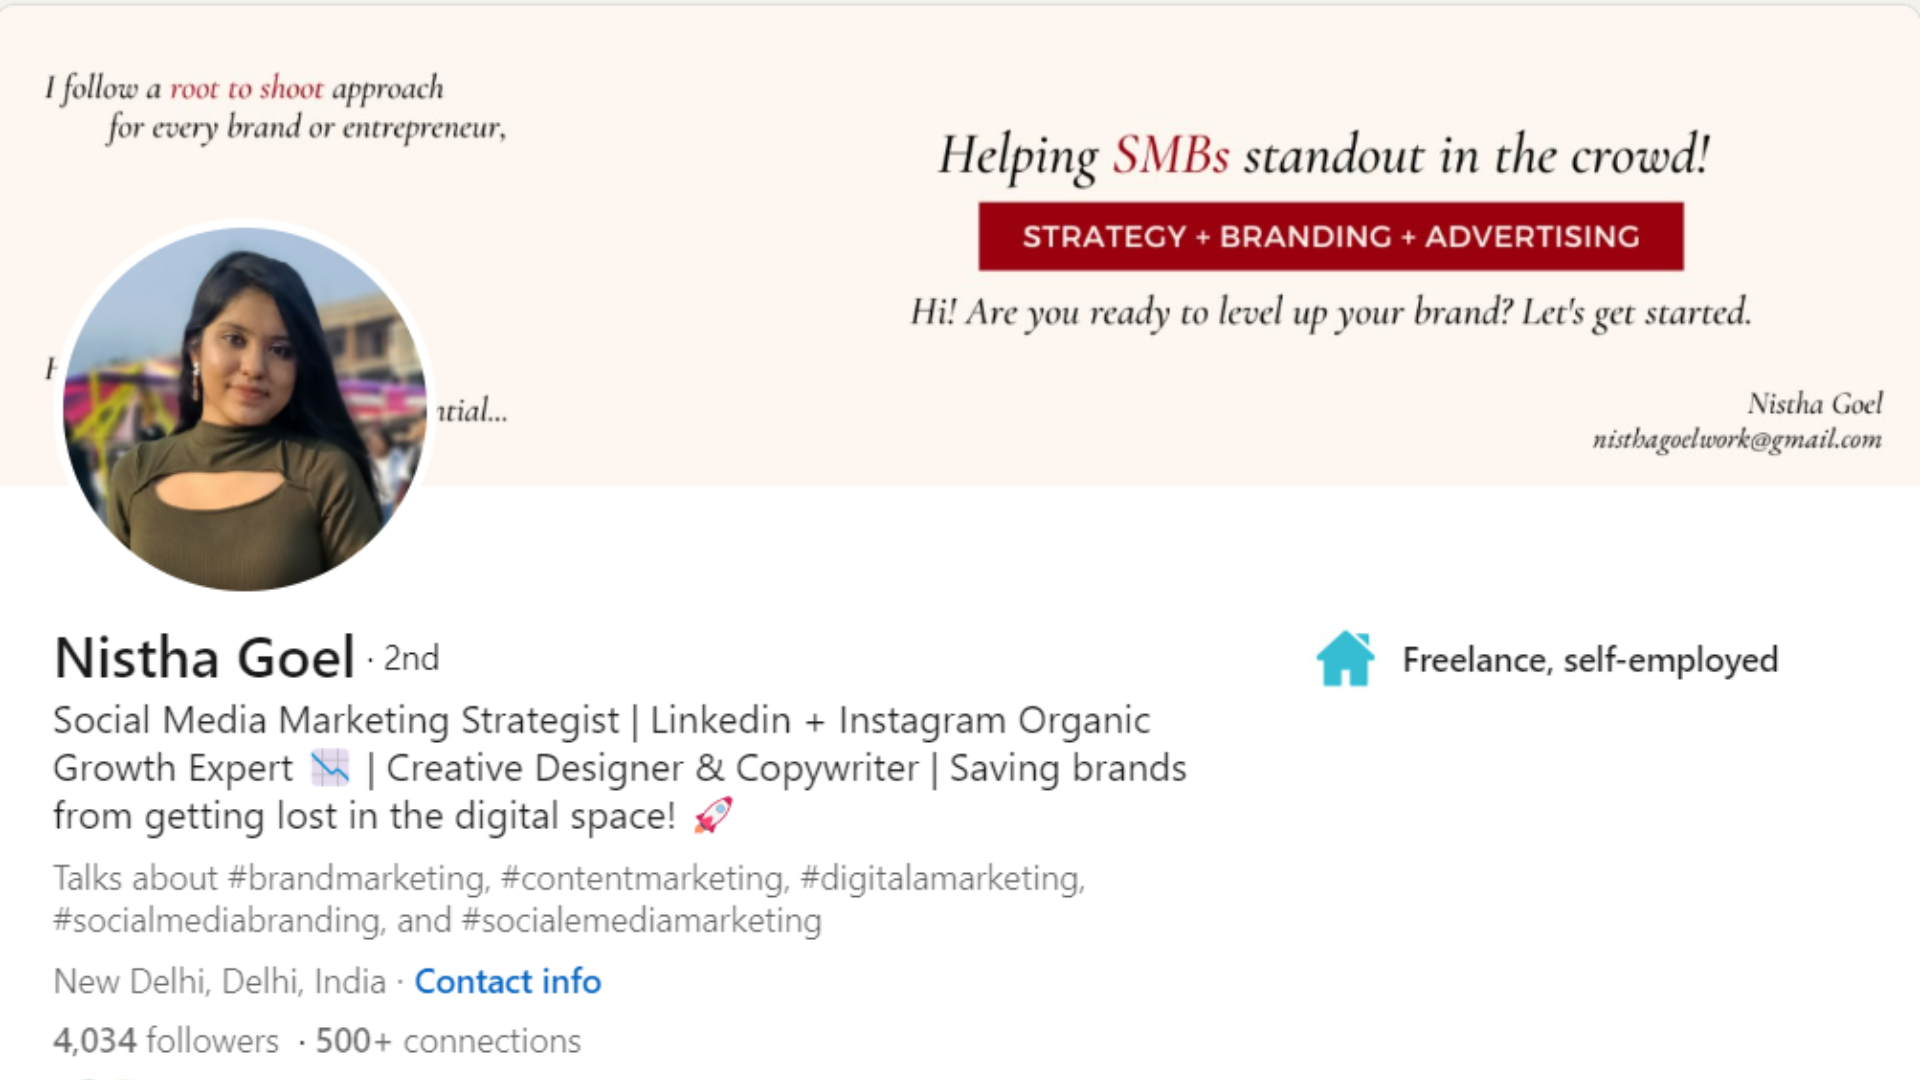 I follow a root to shoot approach
for every brand or entrepreneur,
Helping SMBs standout in the crowd!
STRATEGY + BRANDING + ADVERTISING
Hi! Are you ready to level up your brand? Let's get started.
Nistha Goel
nisthagoelwork@gmail.com
Nistha Goel · 2nd
Freelance, self-employed
Social Media Marketing Strategist | Linkedin + Instagram Organic
Growth Expert 📉 | Creative Designer & Copywriter | Saving brands
from getting lost in the digital space! 🚀
Talks about #brandmarketing, #contentmarketing, #digitalamarketing,
#socialmediabranding, and #socialemediamarketing
New Delhi, Delhi, India · Contact info
4,034 followers · 500+ connections